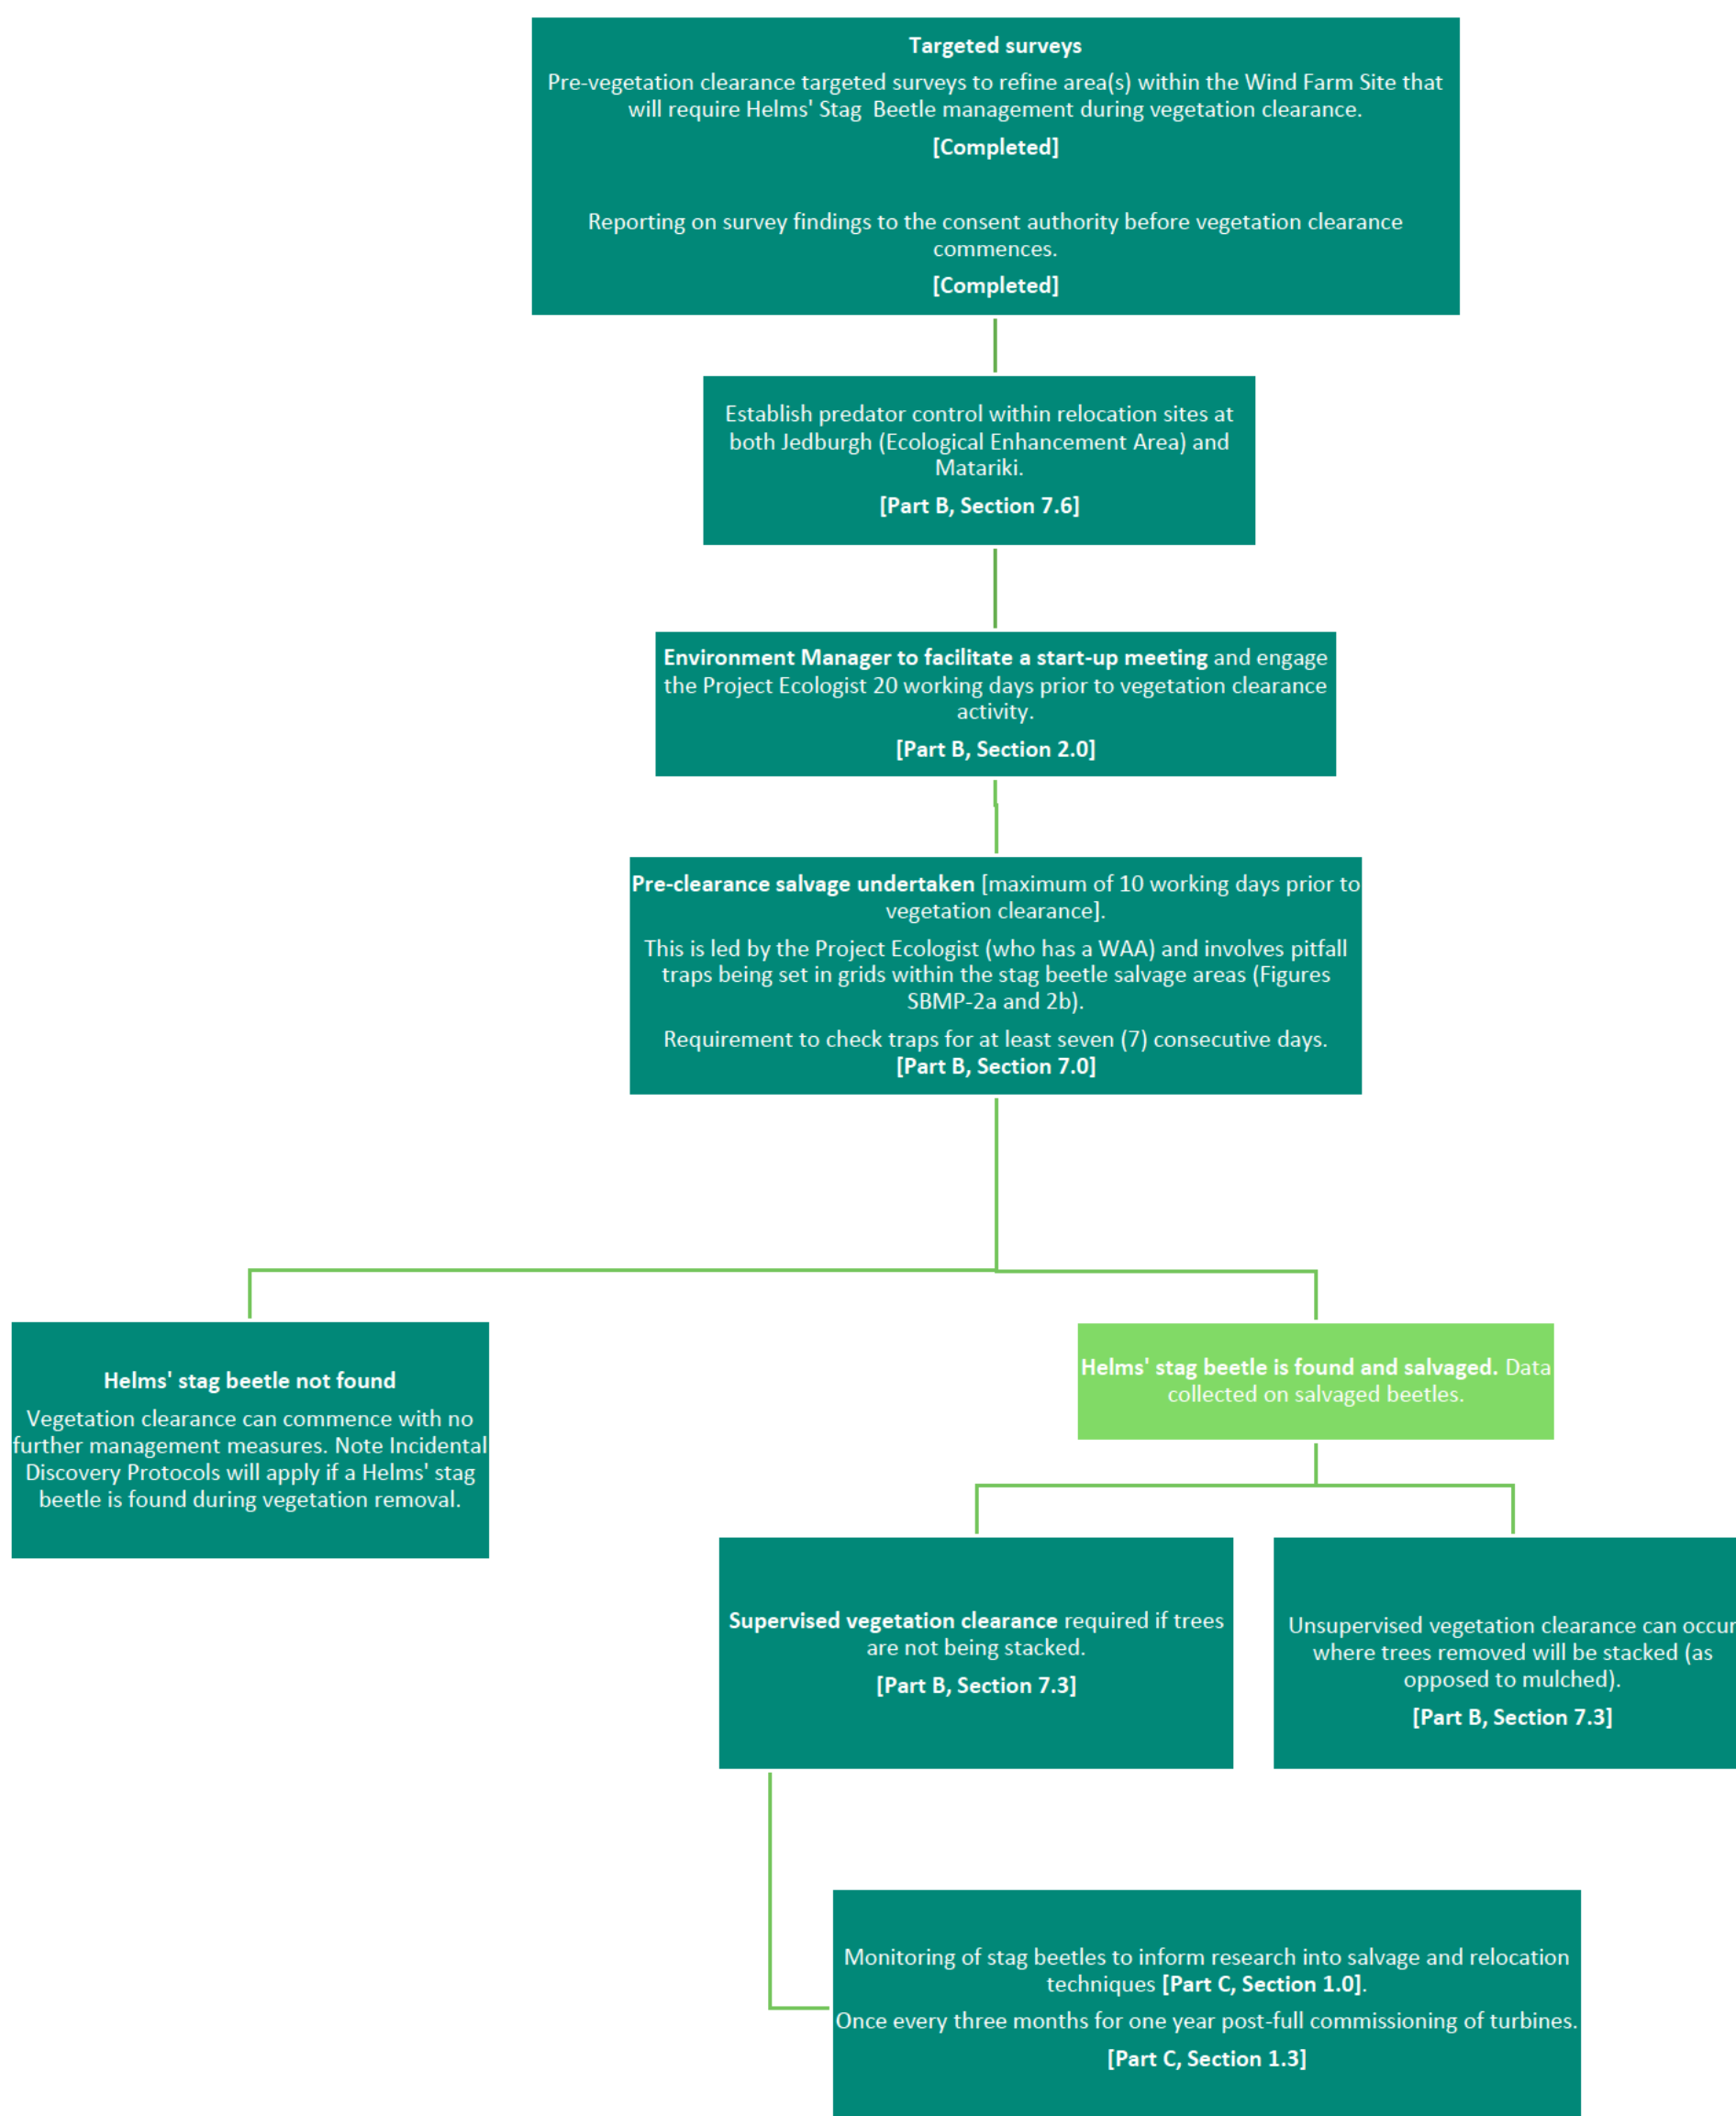 Targeted surveys
Pre-vegetation clearance targeted surveys to refine area(s) within the Wind Farm Site that
will require Helms' Stag  Beetle management during vegetation clearance.
[Completed]
Reporting on survey findings to the consent authority before vegetation clearance
commences.
[Completed]
Establish predator control within relocation sites at
both Jedburgh (Ecological Enhancement Area) and
Matariki.
[Part B, Section 7.6]
Environment Manager to facilitate a start-up meeting and engage
the Project Ecologist 20 working days prior to vegetation clearance
activity.
[Part B, Section 2.0]
Pre-clearance salvage undertaken [maximum of 10 working days prior to
vegetation clearance].
This is led by the Project Ecologist (who has a WAA) and involves pitfall
traps being set in grids within the stag beetle salvage areas (Figures
SBMP-2a and 2b).
Requirement to check traps for at least seven (7) consecutive days.
[Part B, Section 7.0]
Helms' stag beetle not found
Vegetation clearance can commence with no
further management measures. Note Incidental
Discovery Protocols will apply if a Helms' stag
beetle is found during vegetation removal.
Helms' stag beetle is found and salvaged. Data
collected on salvaged beetles.
Supervised vegetation clearance required if trees
are not being stacked.
[Part B, Section 7.3]
Unsupervised vegetation clearance can occur
where trees removed will be stacked (as
opposed to mulched).
[Part B, Section 7.3]
Monitoring of stag beetles to inform research into salvage and relocation
techniques [Part C, Section 1.0].
Once every three months for one year post-full commissioning of turbines.
[Part C, Section 1.3]